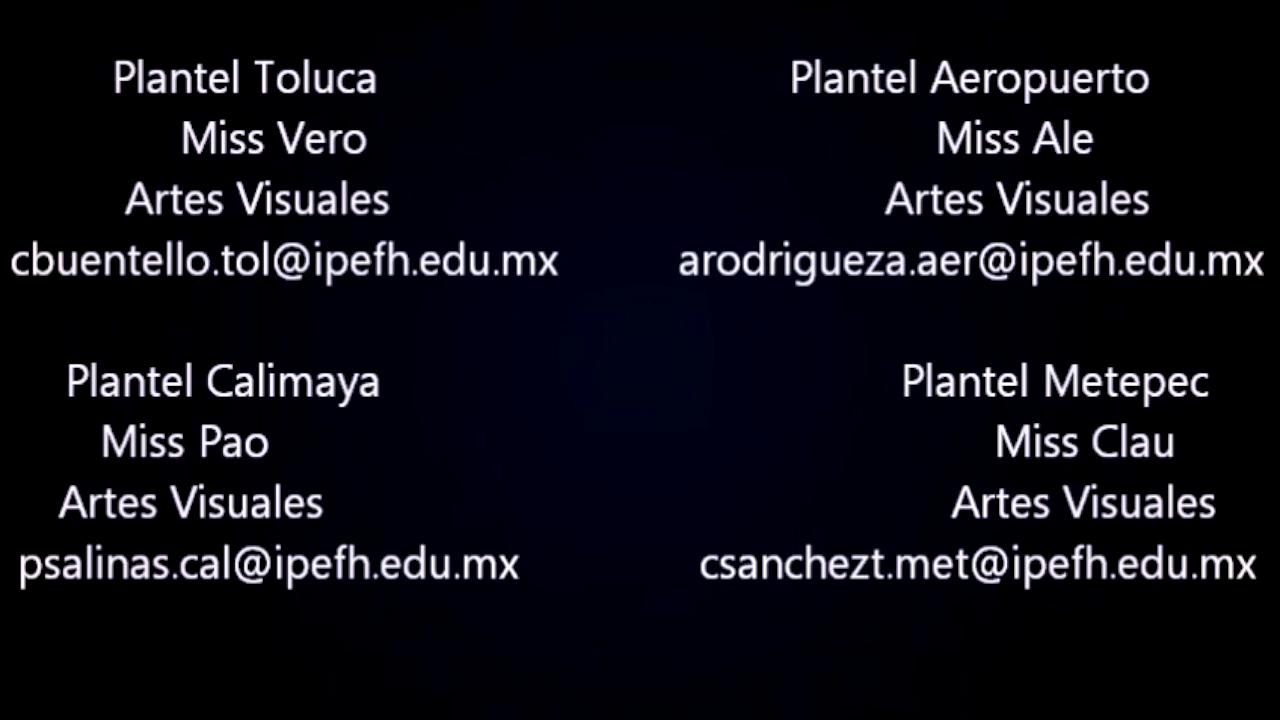 Plantel Toluca
Miss Vero
Artes Visuales
cbuentello.tol@ipefh.edu.mx
Plantel Aeropuerto
Miss Ale
Artes Visuales
arodrigueza.aer@ipefh.edu.mx
Plantel Calimaya
Miss Pao
Artes Visuales
psalinas.cal@ipefh.edu.mx
Plantel Metepec
Miss Clau
Artes Visuales
csanchezt.met@ipefh.edu.mx